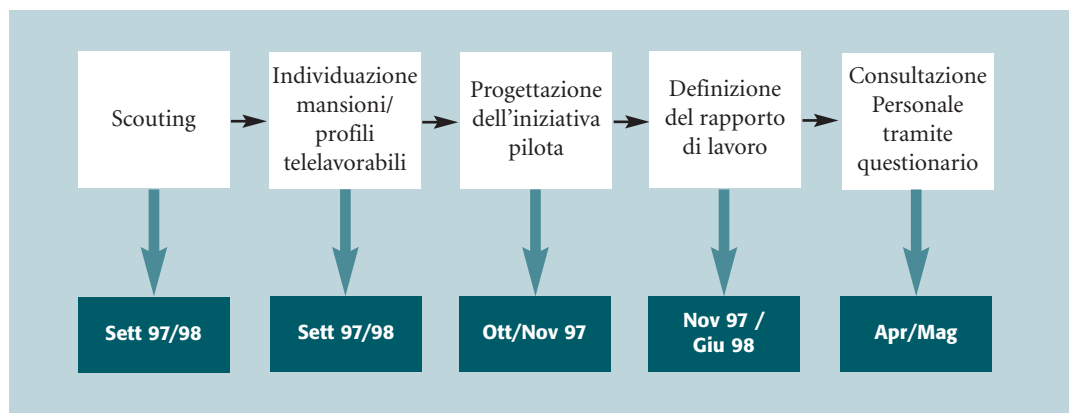 Scouting
Individuazione
mansioni/
profili
telelavorabili
Progettazione
dell'iniziativa
pilota
Definizione
del rapporto
di lavoro
Consultazione
Personale
tramite
questionario
Sett 97/98
Sett 97/98
Ott/Nov 97
Nov 97 /
Giu 98
Apr/Mag